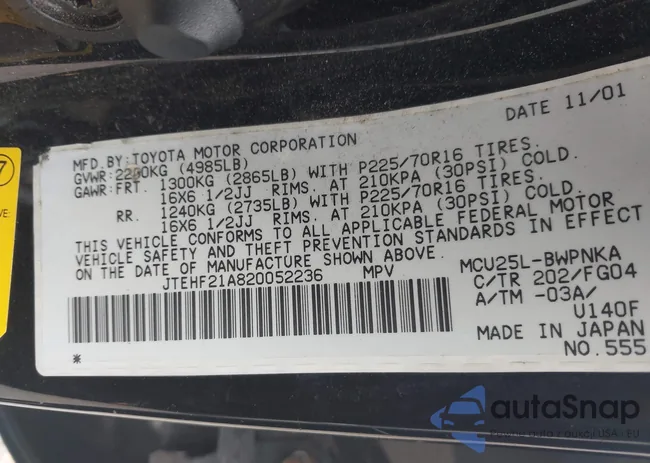 DATE 11/01
MFD.BY:TOYOTA MOTOR CORPORATION
GVWR: KG (4985LB)
GAWR:FRT. 1300KG (2865LB) WITH P225/70R16 TIRES.
16X6 1/2JJ RIMS. AT 210KPA (30PSI) COLD.
RR. 1240KG (2735LB) WITH P225/70R16 TIRES.
16X6 1/2JJ RIMS. AT 210KPA (30PSI) COLD.
THIS VEHICLE CONFORMS TO ALL APPLICABLE FEDERAL MOTOR
VEHICLE SAFETY AND THEFT PREVENTION STANDARDS IN EFFECT
ON THE DATE OF MANUFACTURE SHOWN ABOVE.
JTEHF21A820052236 MPV
MCU25L-BWPNKA
C/TR 202/FG04
A/TM -03A/
U140F
MADE IN JAPAN
NO.555
*
7
VE:
autoSnap